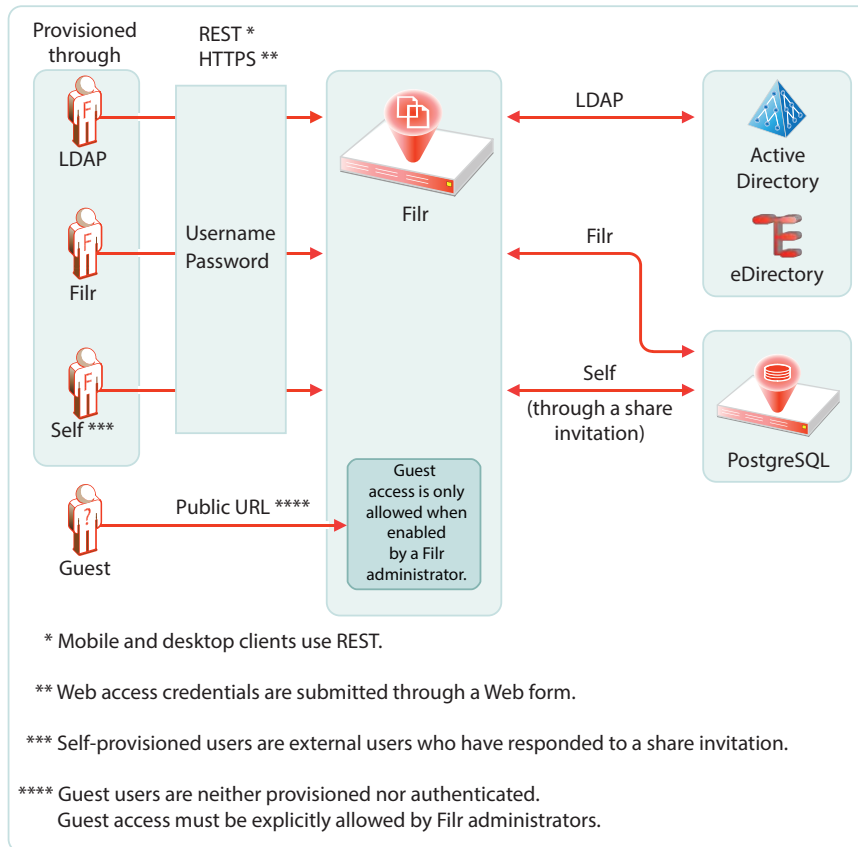 Provisioned
through
REST *
HTTPS **
F
LDAP
F
Filr
F
Self ***
Username
Password
Filr
LDAP
Active
Directory
Filr
E
eDirectory
Self
(through a share
invitation)
PostgreSQL
?
Guest
Public URL ****
Guest
access is only
allowed when
enabled
by a Filr
administrator.
* Mobile and desktop clients use REST.
** Web access credentials are submitted through a Web form.
*** Self-provisioned users are external users who have responded to a share invitation.
**** Guest users are neither provisioned nor authenticated.
Guest access must be explicitly allowed by Filr administrators.